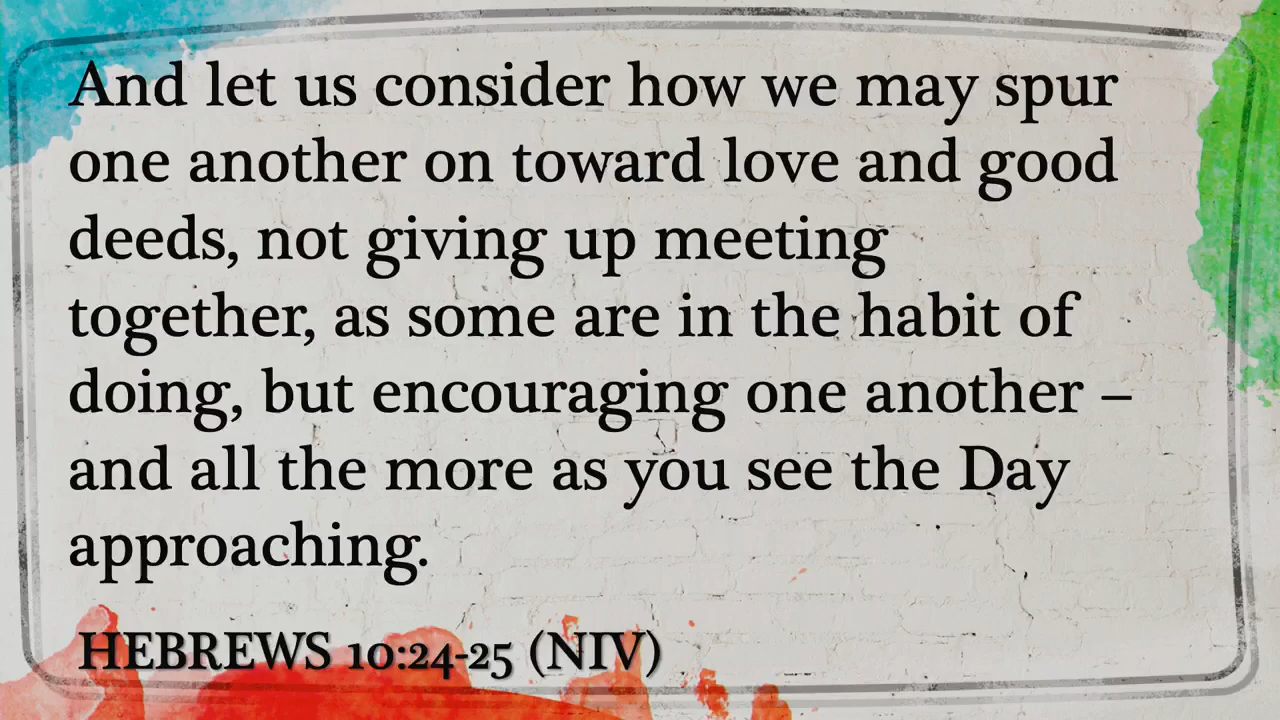 And let us consider how we may spur
one another on toward love and good
deeds, not giving up meeting
together, as some are in the habit of
doing, but encouraging one another –
and all the more as you see the Day
approaching.
HEBREWS 10:24-25 (NIV)